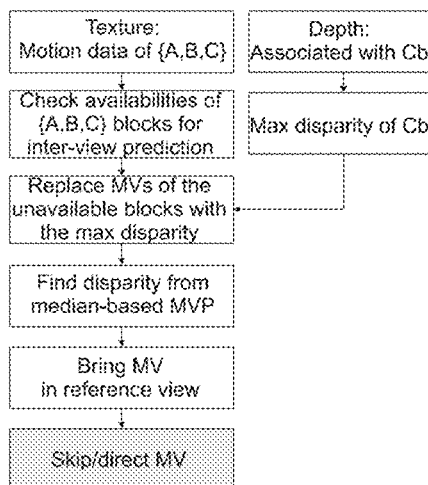 Texture:
Motion data of {A,B,C}
Depth:
Associated with Cb
Check availabilities of
{A,B,C} blocks for
inter-view prediction
Max disparity of Cb
Replace MVs of the
unavailable blocks with
the max disparity
Find disparity from
median-based MVP
Bring MV
in reference view
Skip/direct MV